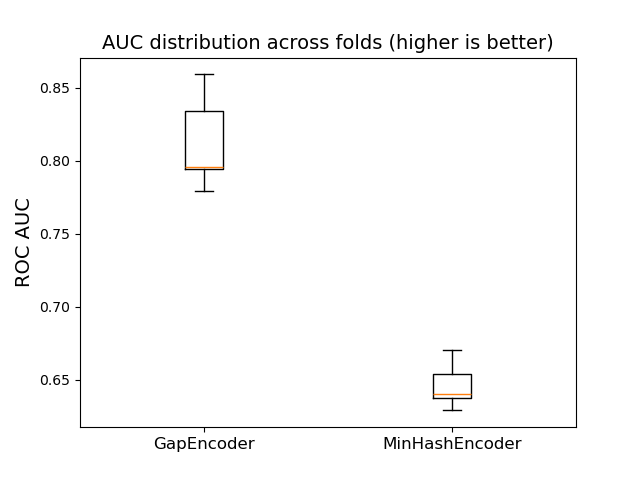 AUC distribution across folds (higher is better)
ROC AUC
0.85
0.80
0.75
0.70
0.65
GapEncoder
MinHashEncoder